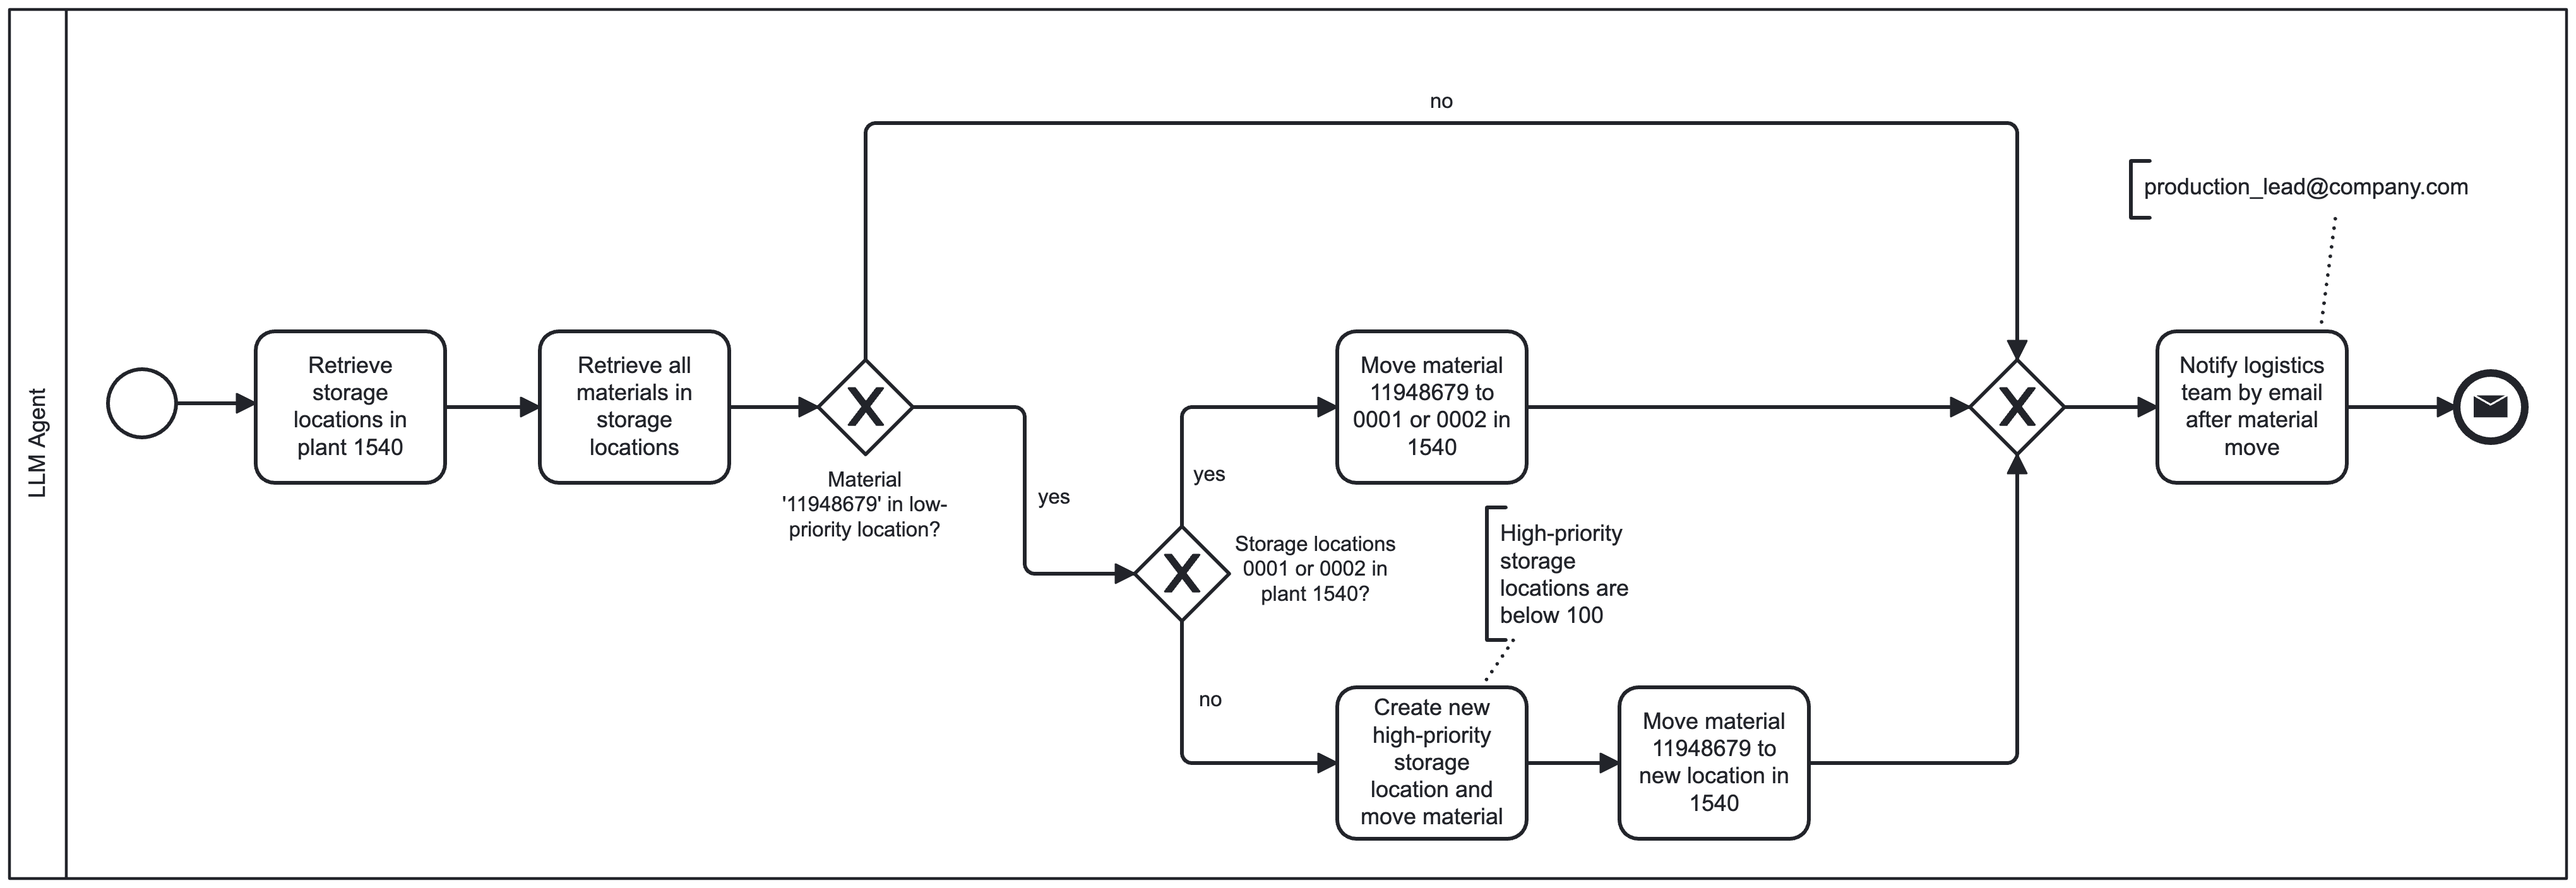 LLM Agent
Retrieve
storage
locations in
plant 1540
Retrieve all
materials in
storage
locations
Material
'11948679' in low-
priority location?
no
yes
Storage locations
0001 or 0002 in
plant 1540?
yes
Move material
11948679 to
0001 or 0002 in
1540
no
High-priority
storage
locations are
below 100
Create new
high-priority
storage
location and
move material
Move material
11948679 to
new location in
1540
production_lead@company.com
Notify logistics
team by email
after material
move